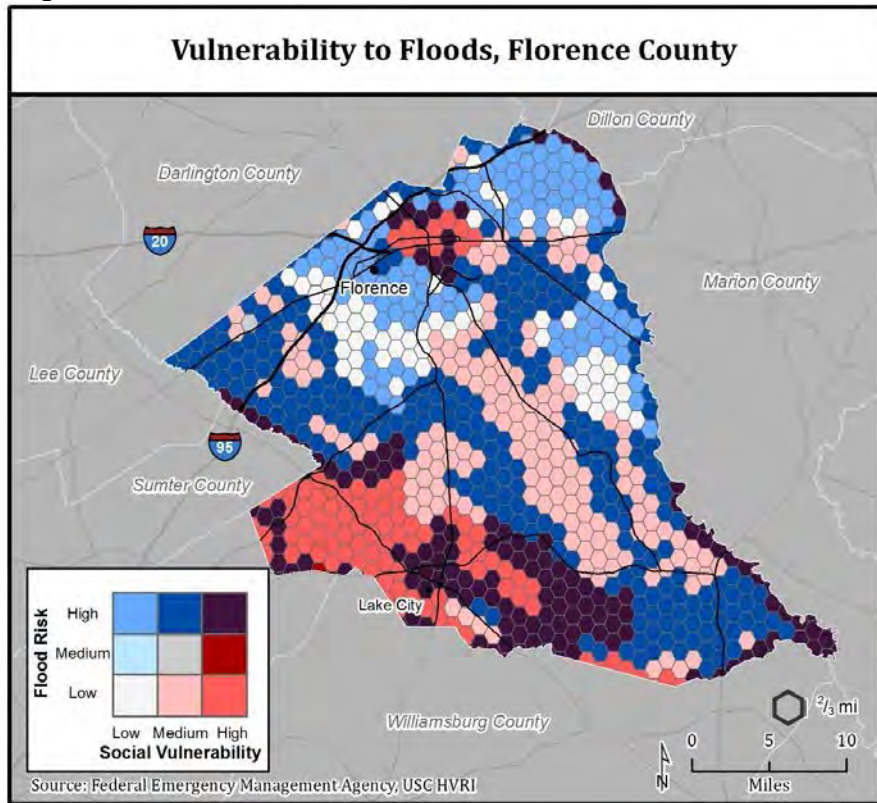 Vulnerability to Floods, Florence County
Dillon County
Darlington County
20
Marion County
Florence
Lee County
95
Sumter County
Lake City
Flood Risk
High
Medium
Low
Low Medium High
Social Vulnerability
Williamsburg County
2/3 mi
N
0 5 10
Miles
Source: Federal Emergency Management Agency, USC HVRI